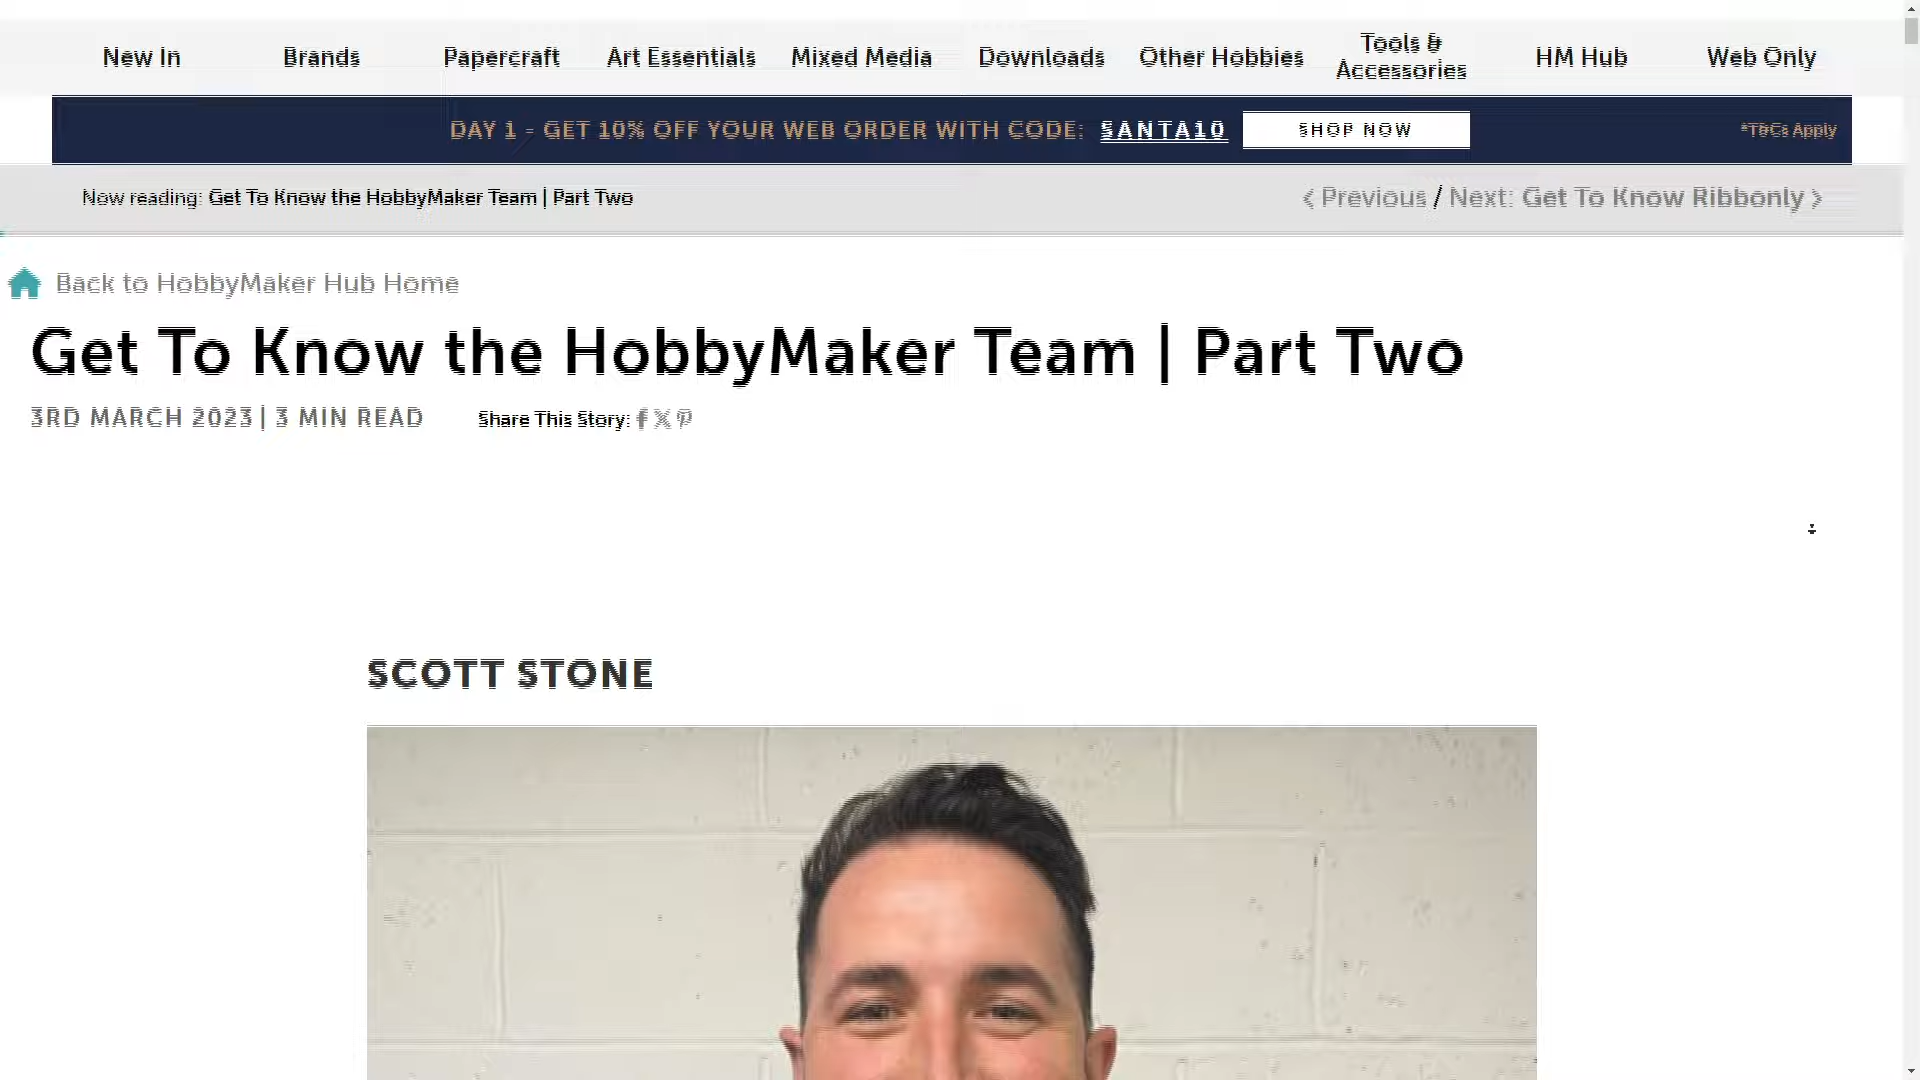 New In
Brands
Papercraft
Art Essentials
Mixed Media
Downloads
Other Hobbies
Tools &
Accessories
HM Hub
Web Only
DAY 1 - GET 10% OFF YOUR WEB ORDER WITH CODE: SANTA10 SHOP NOW *T&Cs Apply
Now reading: Get To Know the HobbyMaker Team | Part Two
Previous / Next: Get To Know Ribbonly
Back to HobbyMaker Hub Home
Get To Know the HobbyMaker Team | Part Two
3RD MARCH 2023 | 3 MIN READ Share This Story:
SCOTT STONE